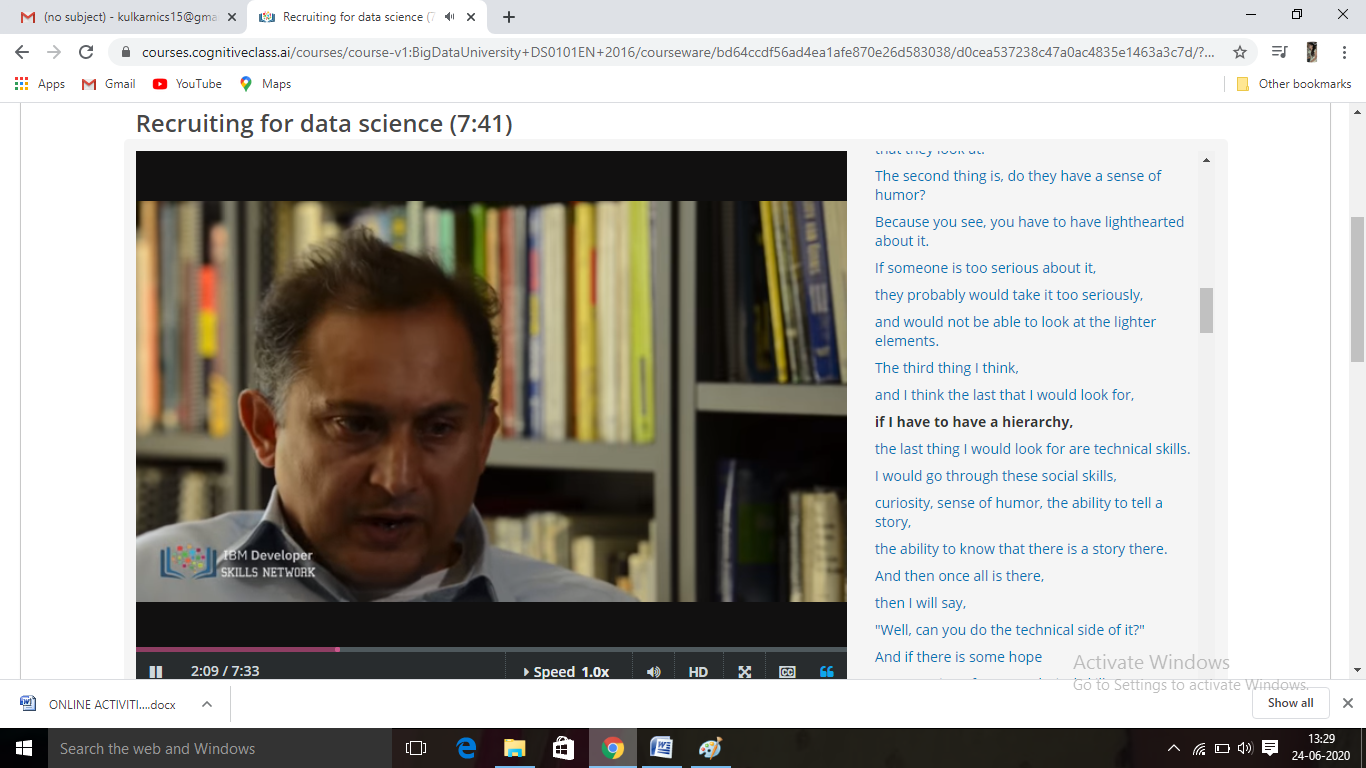 (no subject) - kulkarnics15@gma
Recruiting for data science (7
courses.cognitiveclass.ai/courses/course-v1:BigDataUniversity+DS0101EN+2016/courseware/bd64ccdf56ad4ea1afe870e26d583038/d0cea537238c47a0ac4835e1463a3c7d/?...
Apps
Gmail
YouTube
Maps
Other bookmarks
Recruiting for data science (7:41)
that they look at.
The second thing is, do they have a sense of
humor?
Because you see, you have to have lighthearted
about it.
If someone is too serious about it,
they probably would take it too seriously,
and would not be able to look at the lighter
elements.
The third thing I think,
and I think the last that I would look for,
if I have to have a hierarchy,
the last thing I would look for are technical skills.
I would go through these social skills,
curiosity, sense of humor, the ability to tell a
story,
the ability to know that there is a story there.
And then once all is there,
then I will say,
"Well, can you do the technical side of it?"
And if there is some hope
IBM Developer
SKILLS NETWORK
2:09 / 7:33
Speed 1.0x
HD
Activate Windows
Go to Settings to activate Windows.
ONLINE ACTIVITI....docx
Show all
Search the web and Windows
13:29
24-06-2020